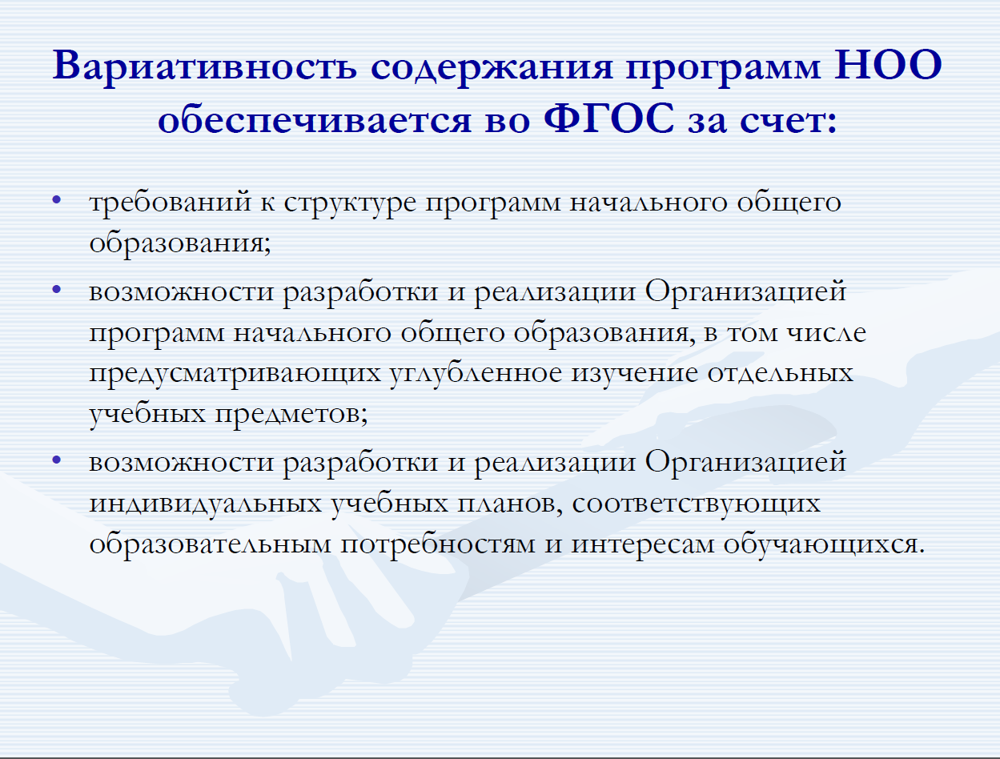 Вариативность содержания программ НОО
обеспечивается во ФГОС за счет:
• требований к структуре программ начального общего
образования;
• возможности разработки и реализации Организацией
программ начального общего образования, в том числе
предусматривающих углубленное изучение отдельных
учебных предметов;
• возможности разработки и реализации Организацией
индивидуальных учебных планов, соответствующих
образовательным потребностям и интересам обучающихся.